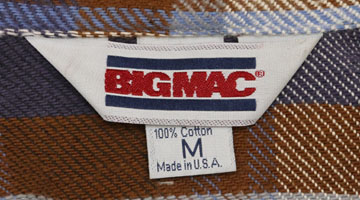 BIGMAC®
100% Cotton
M
Made in U.S.A.